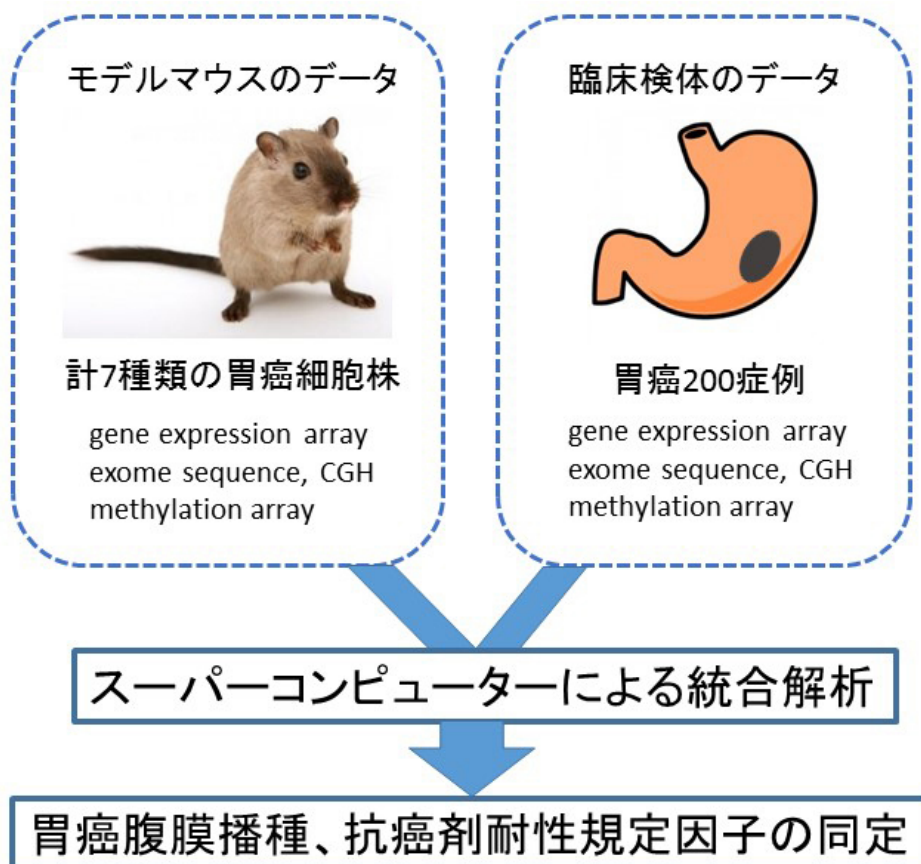 モデルマウスのデータ
計7種類の胃癌細胞株
gene expression array
exome sequence, CGH
methylation array
臨床検体のデータ
胃癌200症例
gene expression array
exome sequence, CGH
methylation array
スーパーコンピューターによる統合解析
胃癌腹膜播種、抗癌剤耐性規定因子の同定